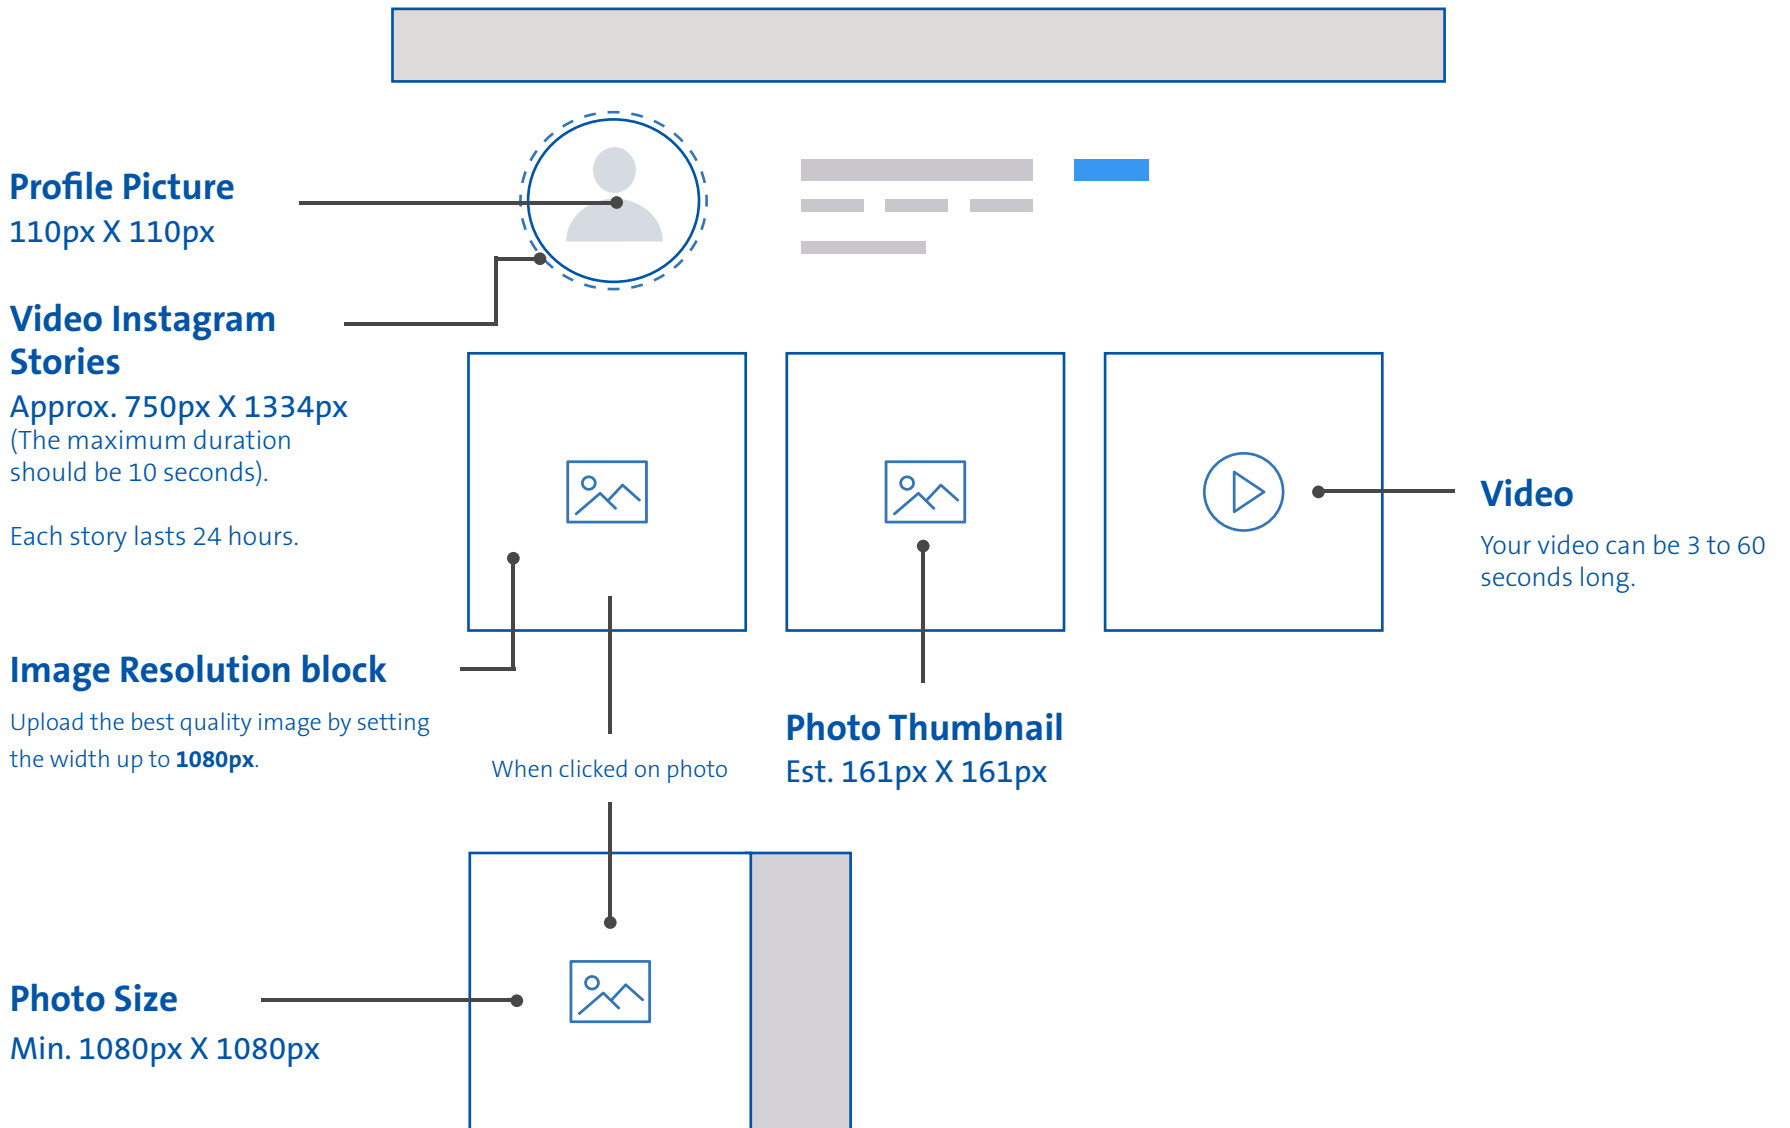 Profile Picture
110px X 110px
Video Instagram
Stories
Approx. 750px X 1334px
(The maximum duration
should be 10 seconds).
Each story lasts 24 hours.
Video
Your video can be 3 to 60
seconds long.
Image Resolution block
Upload the best quality image by setting
the width up to 1080px.
When clicked on photo
Photo Thumbnail
Est. 161px X 161px
Photo Size
Min. 1080px X 1080px